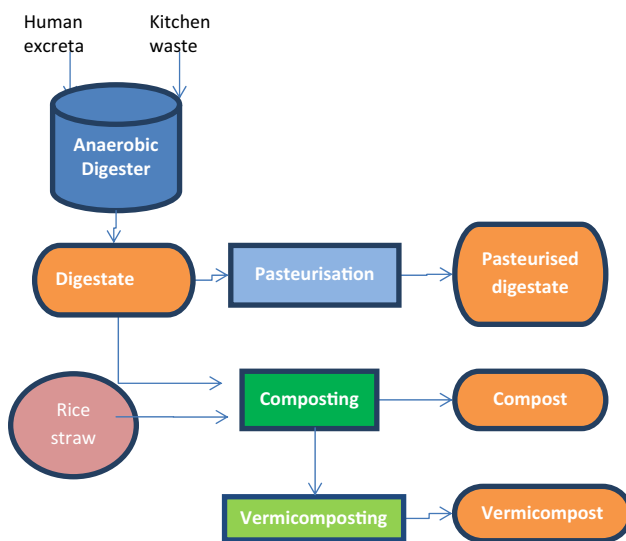 Human
excreta
Kitchen
waste
Anaerobic
Digester
Digestate
Pasteurisation
Pasteurised
digestate
Rice
straw
Composting
Compost
Vermicomposting
Vermicompost